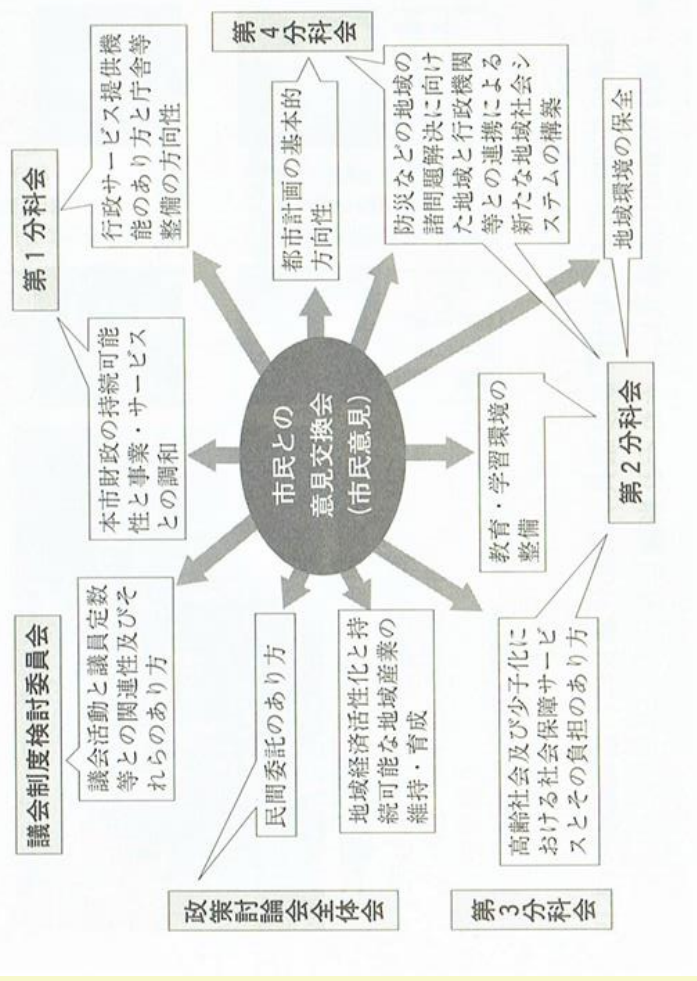 議会制度検討委員会
議会活動と議員定数
等との関連性及びそ
れらのあり方
第1分科会
本市財政の持続可能
性と事業・サービス
との調和
行政サービス提供機
能のあり方と庁舎等
整備の方向性
政策討論会全体会
民間委託のあり方
市民との
意見交換会
(市民意見)
第4分科会
都市計画の基本的
方向性
地域経済活性化と持
続可能な地域産業の
維持・育成
防災などの地域の
諸問題解決に向け
た地域と行政機関
等との連携による
新たな地域社会シ
ステムの構築
第3分科会
高齢社会及び少子化に
おける社会保障サービ
スとその負担のあり方
教育・学習環境の
整備
第2分科会
地域環境の保全